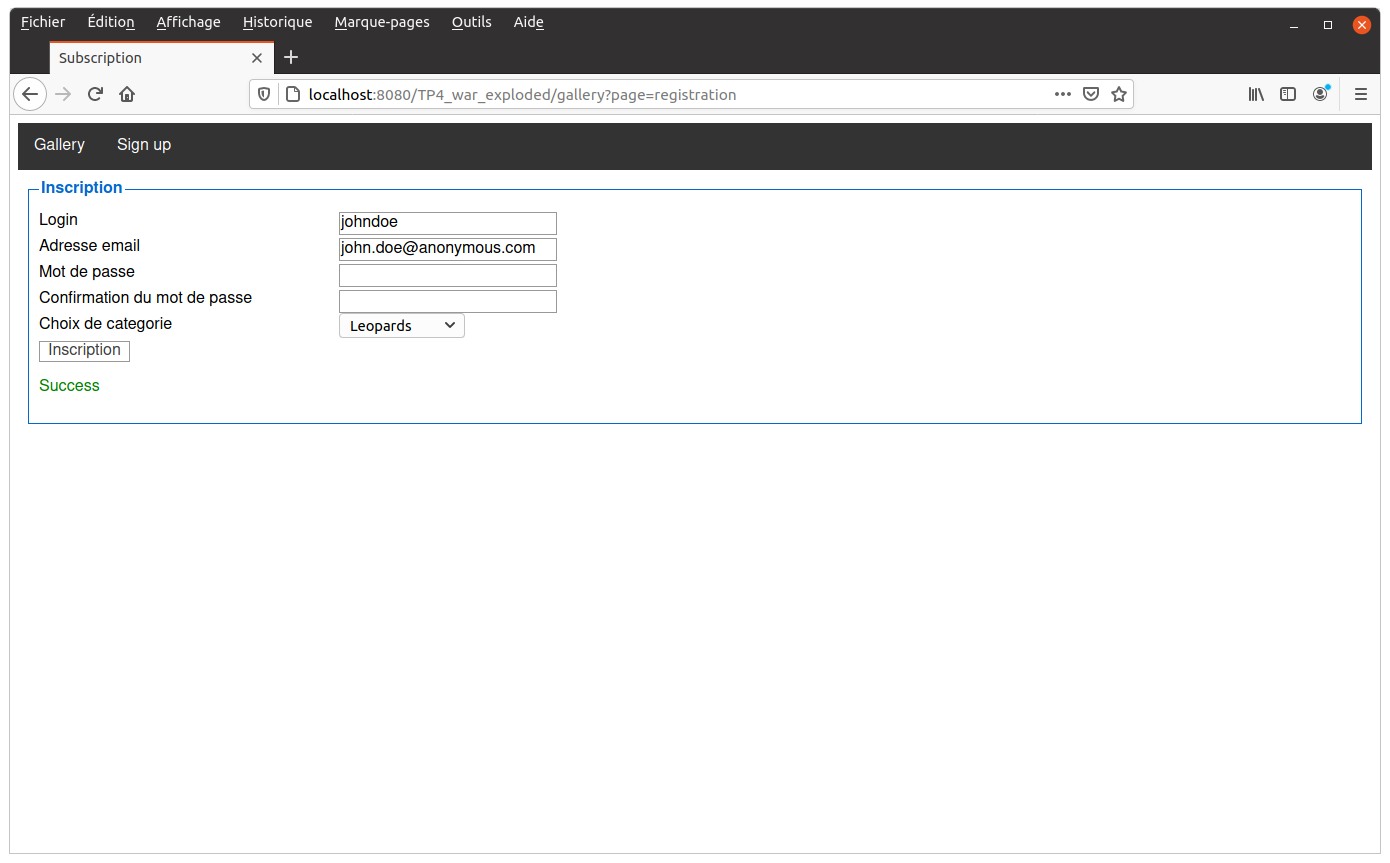 Fichier Édition Affichage Historique Marque-pages Outils Aide
Subscription
localhost:8080/TP4_war_exploded/gallery?page=registration
Gallery Sign up
Inscription
Login johndoe
Adresse email john.doe@anonymous.com
Mot de passe
Confirmation du mot de passe
Choix de categorie Leopards
Inscription
Success